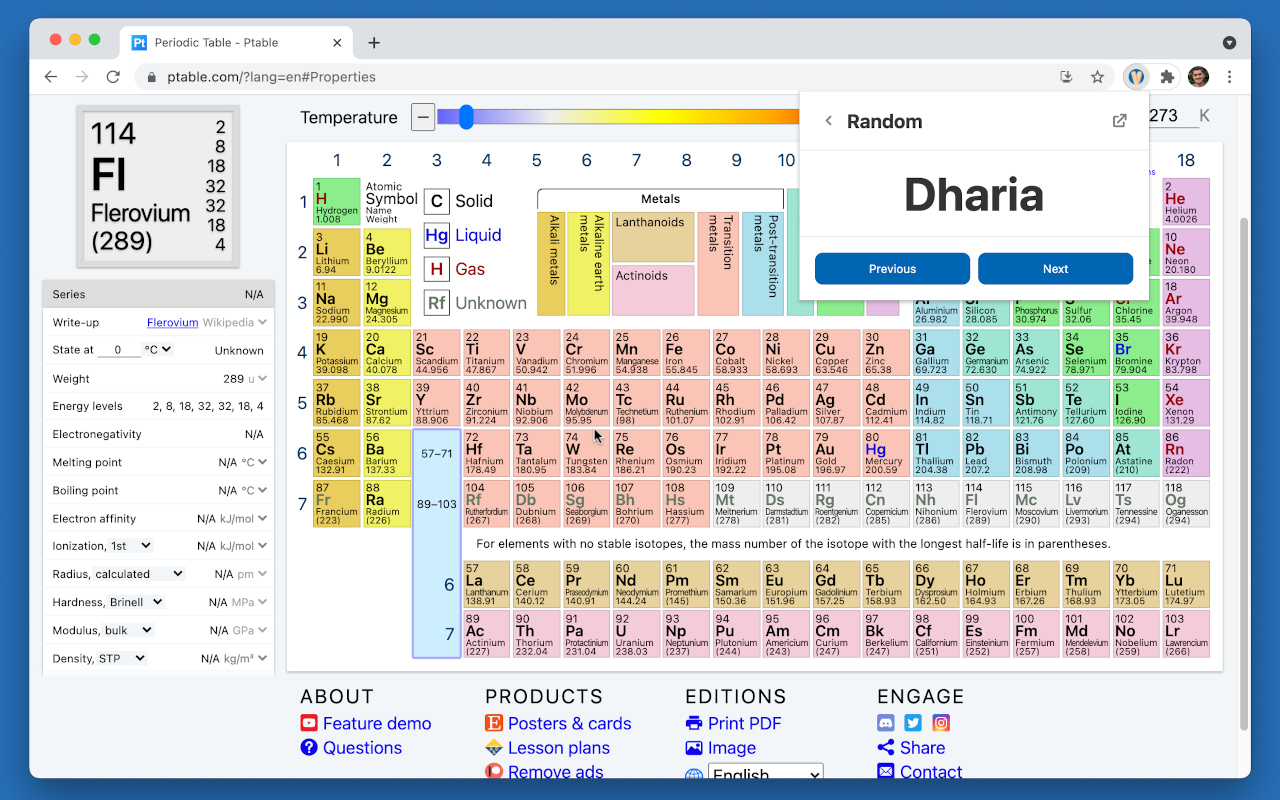 Periodic Table - Ptable
ptable.com/?lang=en#Properties
114
Fl
Flerovium
(289)
2
8
18
32
32
18
4
Series N/A
Write-up Flerovium Wikipedia
State at 0 °C Unknown
Weight 289 u
Energy levels 2, 8, 18, 32, 32, 18, 4
Electronegativity N/A
Melting point N/A °C
Boiling point N/A °C
Electron affinity N/A kJ/mol
Ionization, 1st N/A kJ/mol
Radius, calculated N/A pm
Hardness, Brinell N/A MPa
Modulus, bulk N/A GPa
Density, STP N/A kg/m³
Temperature 273 K
Random
Dharia
Previous Next
1 2 3 4 5 6 7 8 9 10 18
Atomic
Symbol
Name
Weight
C Solid
Hg Liquid
H Gas
Rf Unknown
Metals
Alkali metals
Alkaline earth metals
Lanthanoids
Actinoids
Transition metals
Post-transition metals
1
1 H Hydrogen 1.008
2 He Helium 4.0026
2
3 Li Lithium 6.94
4 Be Beryllium 9.0122
10 Ne Neon 20.180
3
11 Na Sodium 22.990
12 Mg Magnesium 24.305
Aluminium 26.982
Silicon 28.085
Phosphorus 30.974
Sulfur 32.06
Chlorine 35.45
18 Ar Argon 39.948
4
19 K Potassium 39.098
20 Ca Calcium 40.078
21 Sc Scandium 44.956
22 Ti Titanium 47.867
23 V Vanadium 50.942
24 Cr Chromium 51.996
25 Mn Manganese 54.938
26 Fe Iron 55.845
27 Co Cobalt 58.933
28 Ni Nickel 58.693
29 Cu Copper 63.546
30 Zn Zinc 65.38
31 Ga Gallium 69.723
32 Ge Germanium 72.630
33 As Arsenic 74.922
34 Se Selenium 78.971
35 Br Bromine 79.904
36 Kr Krypton 83.798
5
37 Rb Rubidium 85.468
38 Sr Strontium 87.62
39 Y Yttrium 88.906
40 Zr Zirconium 91.224
41 Nb Niobium 92.906
42 Mo Molybdenum 95.95
43 Tc Technetium (98)
44 Ru Ruthenium 101.07
45 Rh Rhodium 102.91
46 Pd Palladium 106.42
47 Ag Silver 107.87
48 Cd Cadmium 112.41
49 In Indium 114.82
50 Sn Tin 118.71
51 Sb Antimony 121.76
52 Te Tellurium 127.60
53 I Iodine 126.90
54 Xe Xenon 131.29
6
55 Cs Caesium 132.91
56 Ba Barium 137.33
57–71
72 Hf Hafnium 178.49
73 Ta Tantalum 180.95
74 W Tungsten 183.84
75 Re Rhenium 186.21
76 Os Osmium 190.23
77 Ir Iridium 192.22
78 Pt Platinum 195.08
79 Au Gold 196.97
80 Hg Mercury 200.59
81 Tl Thallium 204.38
82 Pb Lead 207.2
83 Bi Bismuth 208.98
84 Po Polonium (209)
85 At Astatine (210)
86 Rn Radon (222)
7
87 Fr Francium (223)
88 Ra Radium (226)
89–103
104 Rf Rutherfordium (267)
105 Db Dubnium (268)
106 Sg Seaborgium (269)
107 Bh Bohrium (270)
108 Hs Hassium (277)
109 Mt Meitnerium (278)
110 Ds Darmstadtium (281)
111 Rg Roentgenium (282)
112 Cn Copernicium (285)
113 Nh Nihonium (286)
114 Fl Flerovium (289)
115 Mc Moscovium (290)
116 Lv Livermorium (293)
117 Ts Tennessine (294)
118 Og Oganesson (294)
For elements with no stable isotopes, the mass number of the isotope with the longest half-life is in parentheses.
6
57 La Lanthanum 138.91
58 Ce Cerium 140.12
59 Pr Praseodymium 140.91
60 Nd Neodymium 144.24
61 Pm Promethium (145)
62 Sm Samarium 150.36
63 Eu Europium 151.96
64 Gd Gadolinium 157.25
65 Tb Terbium 158.93
66 Dy Dysprosium 162.50
67 Ho Holmium 164.93
68 Er Erbium 167.26
69 Tm Thulium 168.93
70 Yb Ytterbium 173.05
71 Lu Lutetium 174.97
7
89 Ac Actinium (227)
90 Th Thorium 232.04
91 Pa Protactinium 231.04
92 U Uranium 238.03
93 Np Neptunium (237)
94 Pu Plutonium (244)
95 Am Americium (243)
96 Cm Curium (247)
97 Bk Berkelium (247)
98 Cf Californium (251)
99 Es Einsteinium (252)
100 Fm Fermium (257)
101 Md Mendelevium (258)
102 No Nobelium (259)
103 Lr Lawrencium (266)
ABOUT
Feature demo
Questions
PRODUCTS
Posters & cards
Lesson plans
Remove ads
EDITIONS
Print PDF
Image
English
ENGAGE
Share
Contact